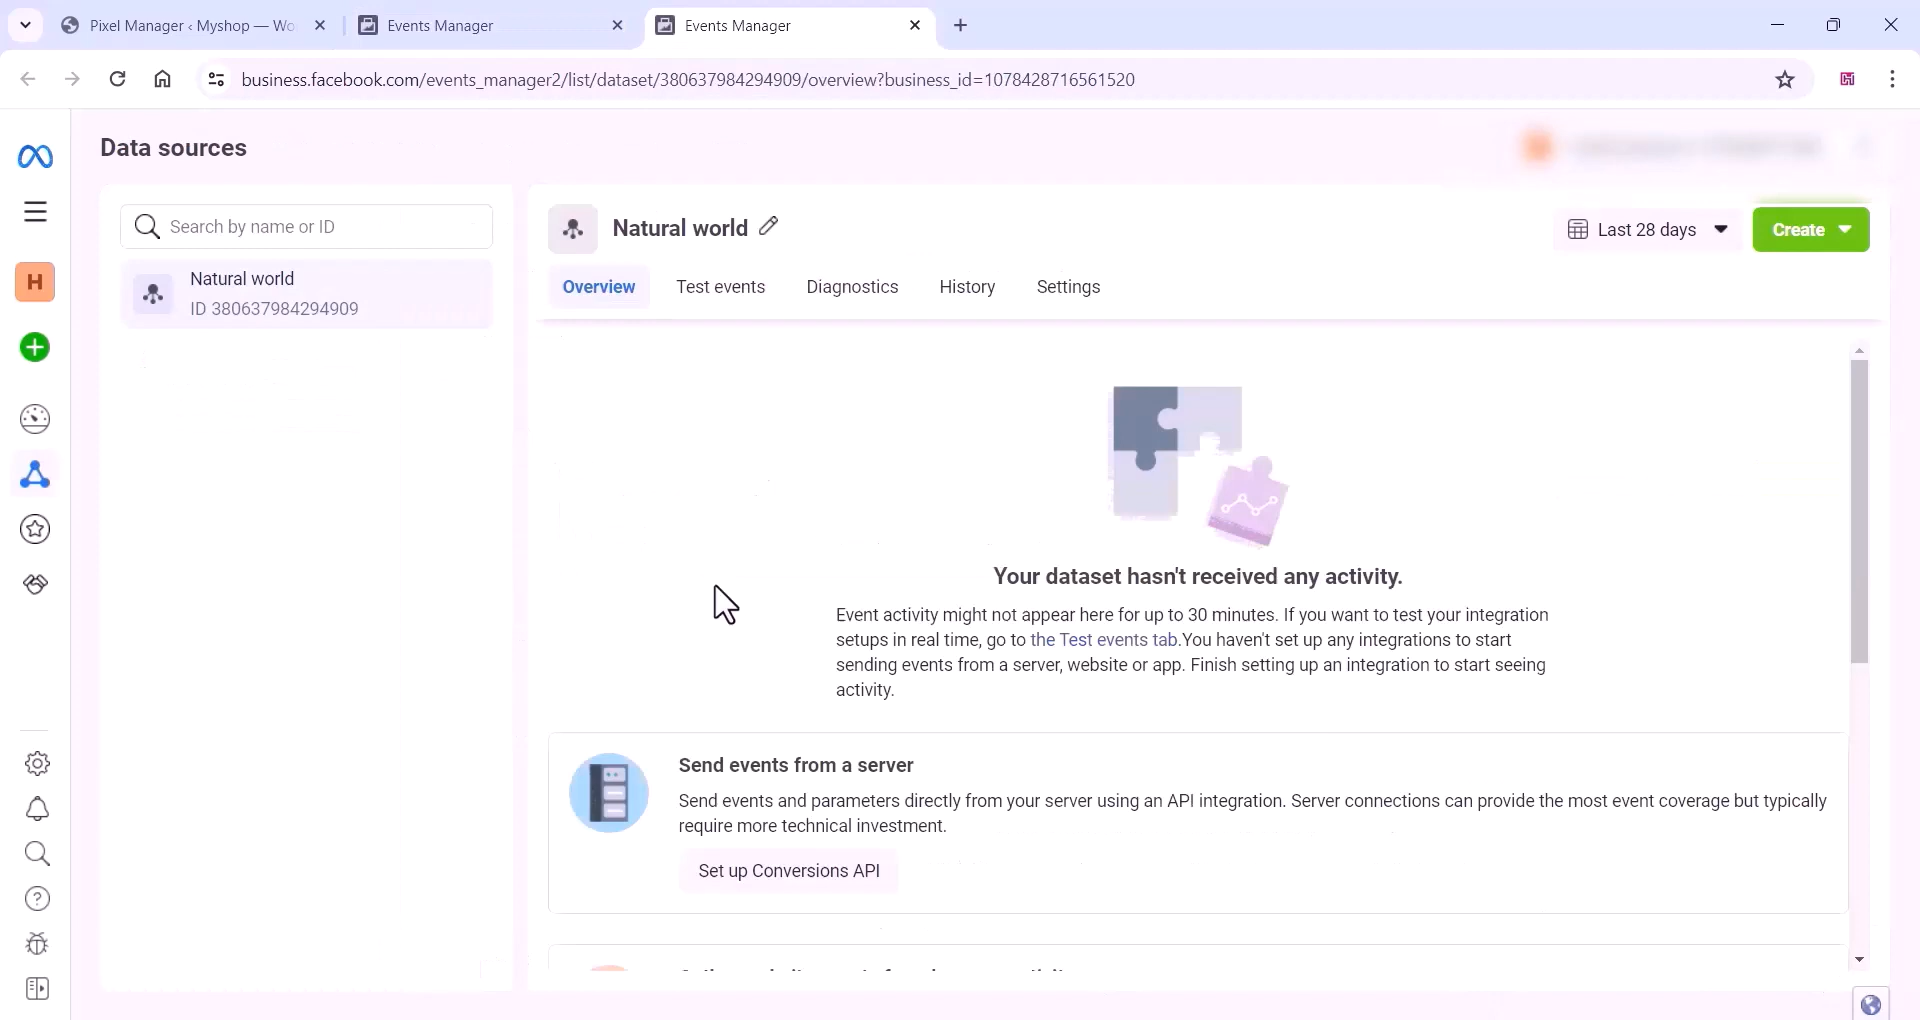 Pixel Manager ‹ Myshop — Wo
Events Manager
Events Manager
business.facebook.com/events_manager2/list/dataset/380637984294909/overview?business_id=1078428716561520
Data sources
Search by name or ID
Natural world
ID 380637984294909
H
Natural world
Last 28 days
Create
Overview
Test events
Diagnostics
History
Settings
Your dataset hasn't received any activity.
Event activity might not appear here for up to 30 minutes. If you want to test your integration
setups in real time, go to the Test events tab.You haven't set up any integrations to start
sending events from a server, website or app. Finish setting up an integration to start seeing
activity.
Send events from a server
Send events and parameters directly from your server using an API integration. Server connections can provide the most event coverage but typically
require more technical investment.
Set up Conversions API